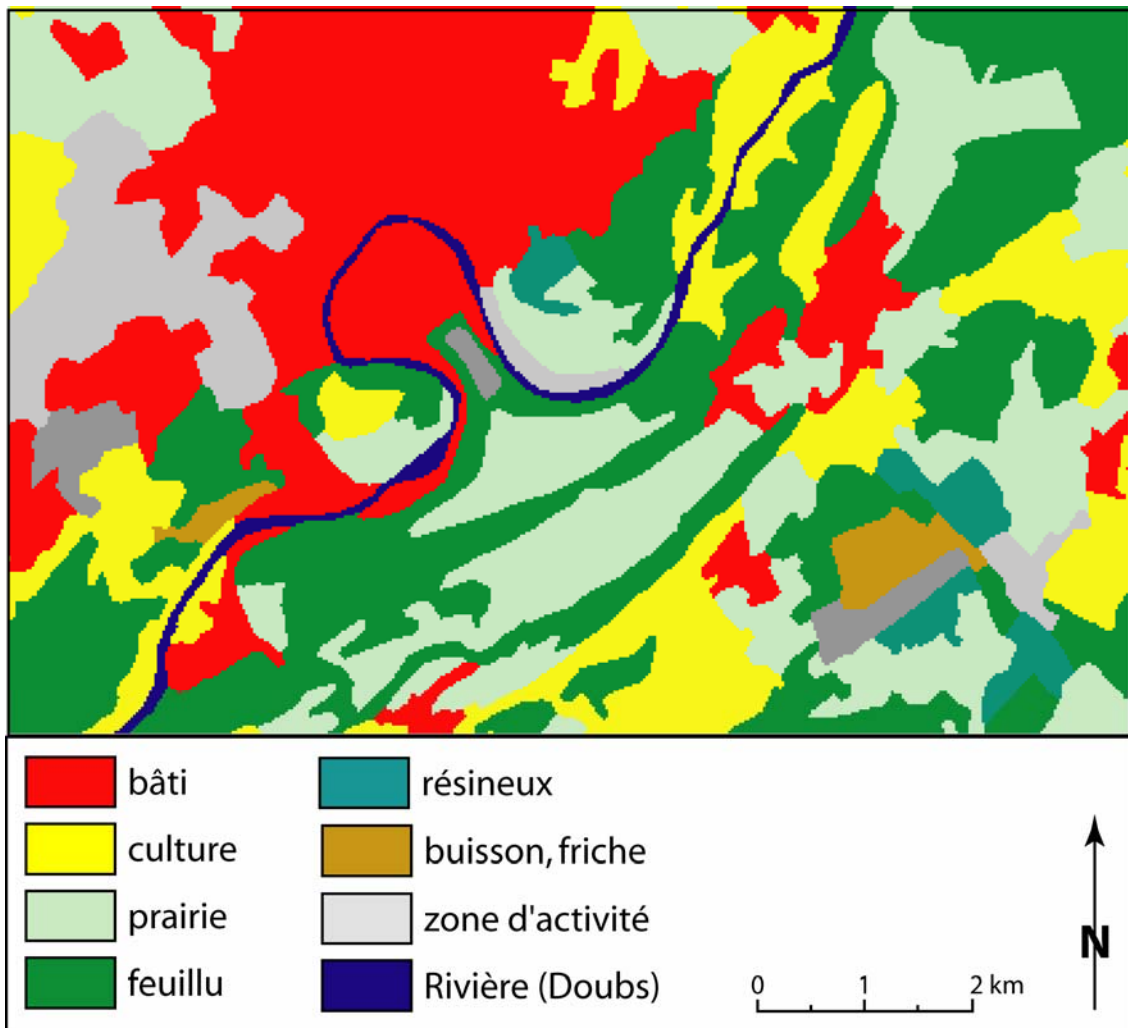 bâti
culture
prairie
feuillu
résineux
buisson, friche
zone d'activité
Rivière (Doubs)
N
0 1 2 km